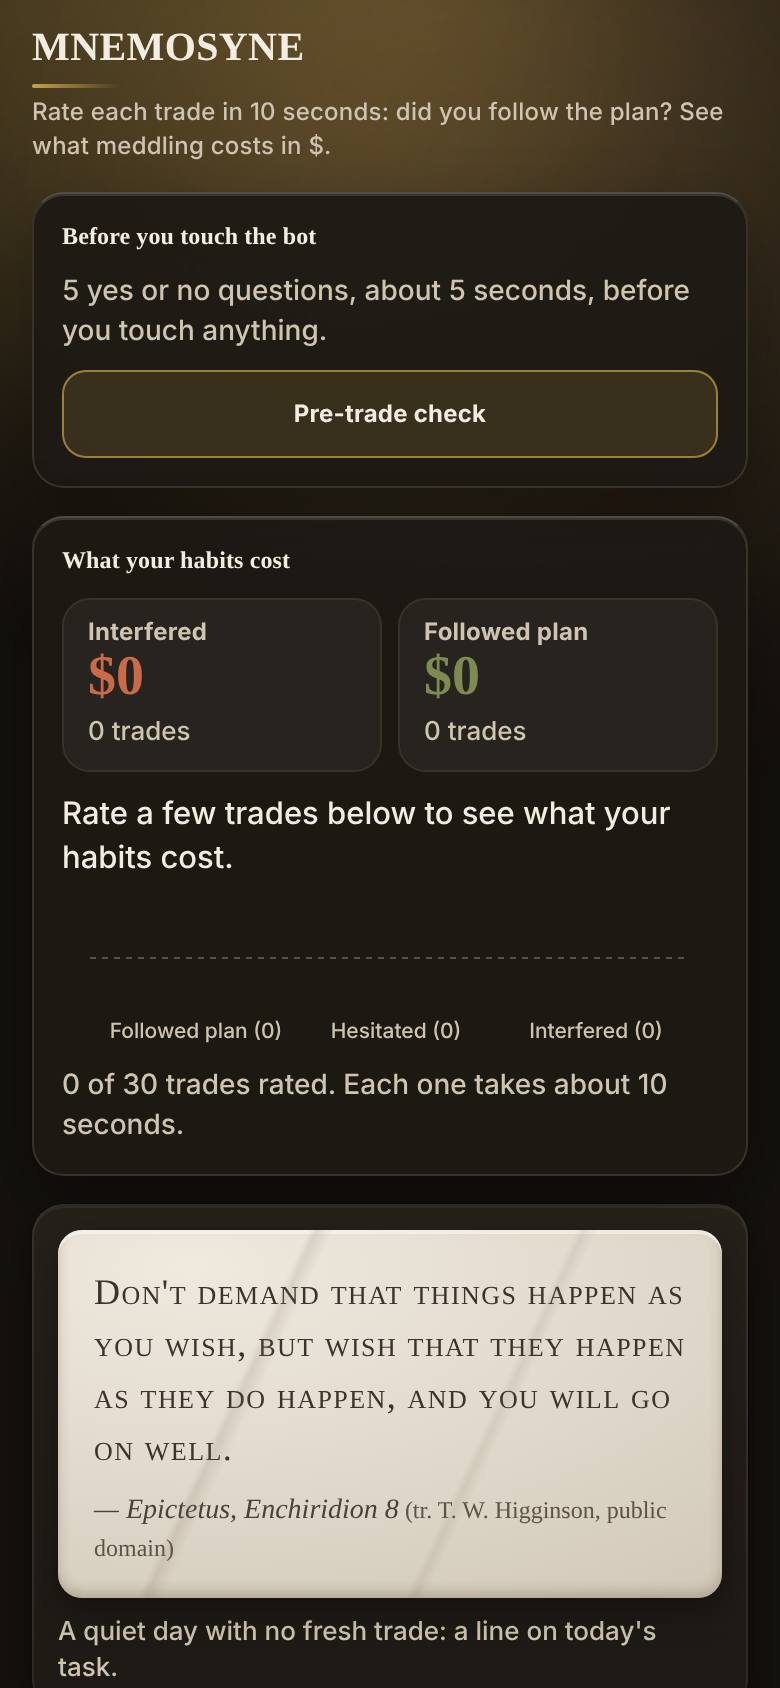 MNEMOSYNE
Rate each trade in 10 seconds: did you follow the plan? See
what meddling costs in $.
Before you touch the bot
5 yes or no questions, about 5 seconds, before
you touch anything.
Pre-trade check
What your habits cost
Interfered
$0
0 trades
Followed plan
$0
0 trades
Rate a few trades below to see what your
habits cost.
Followed plan (0)
Hesitated (0)
Interfered (0)
0 of 30 trades rated. Each one takes about 10
seconds.
Don't demand that things happen as
you wish, but wish that they happen
as they do happen, and you will go
on well.
— Epictetus, Enchiridion 8 (tr. T. W. Higginson, public
domain)
A quiet day with no fresh trade: a line on today's
task.